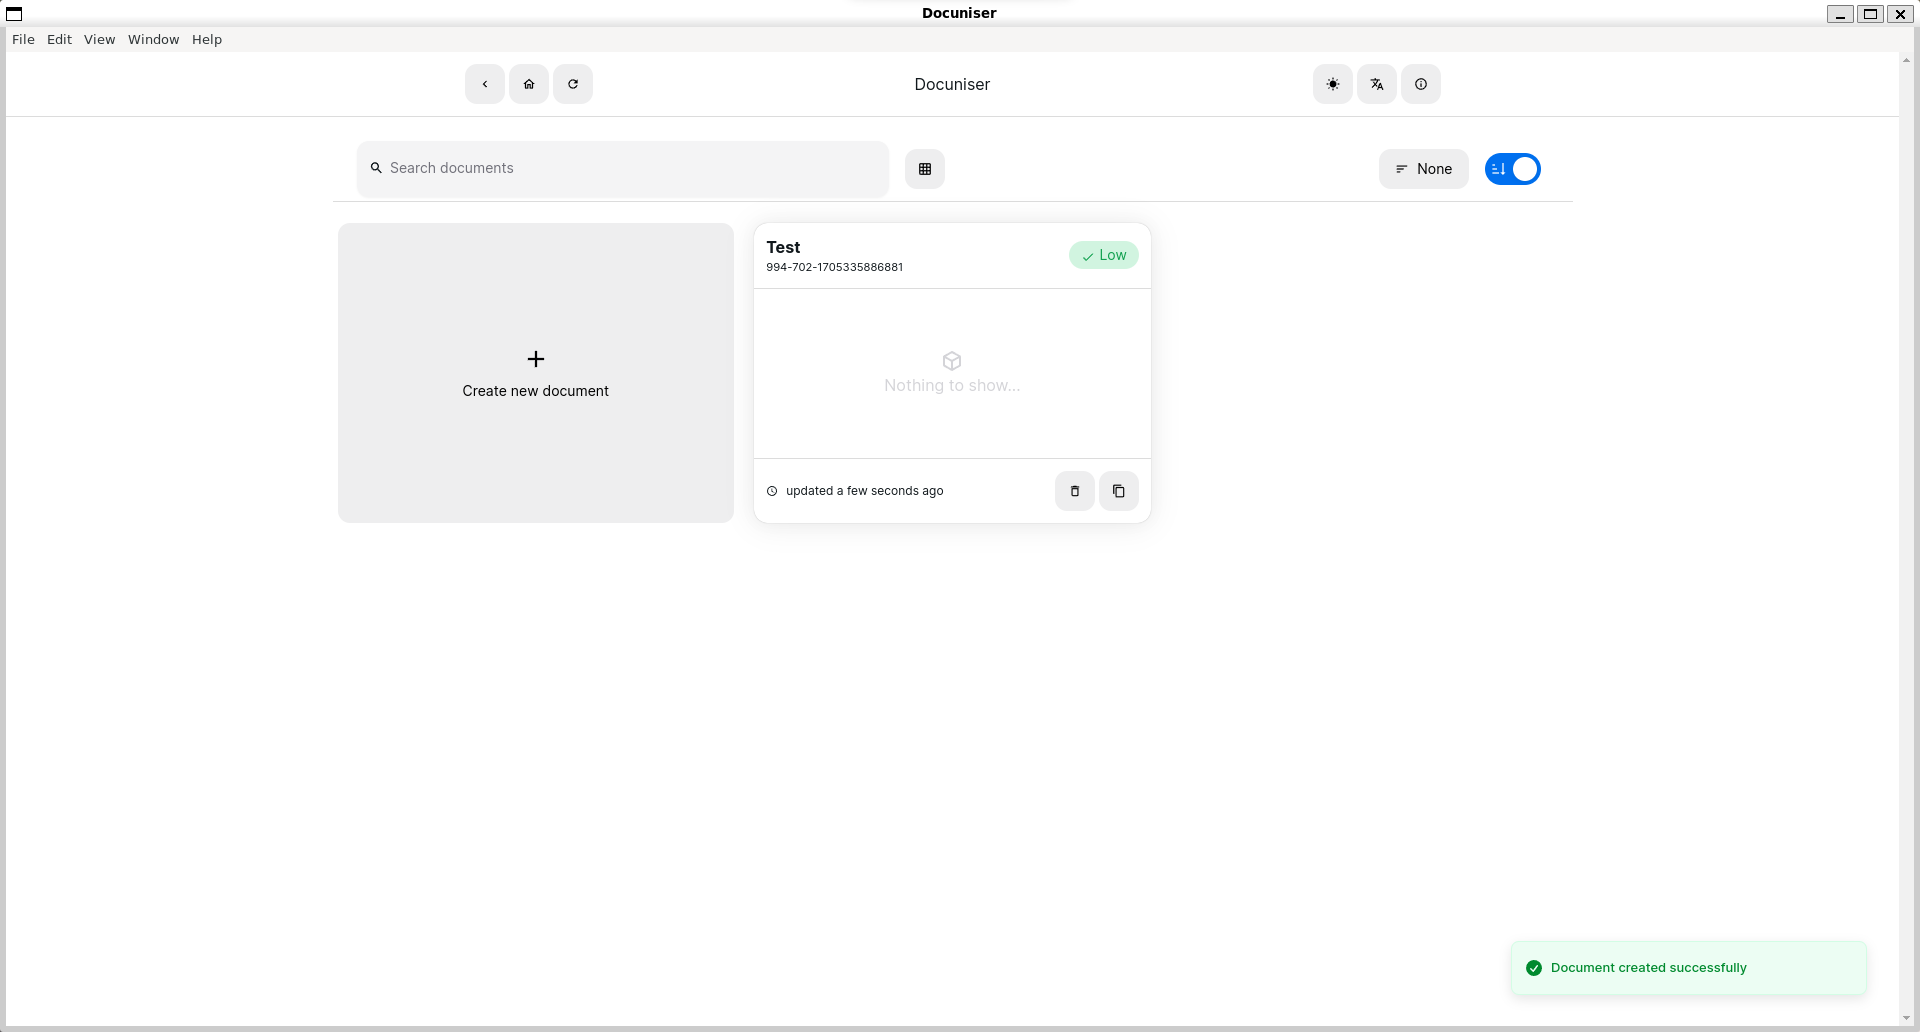 Docuniser
File Edit View Window Help
Docuniser
Search documents
None
Create new document
Test
994-702-1705335886881
Low
Nothing to show...
updated a few seconds ago
Document created successfully